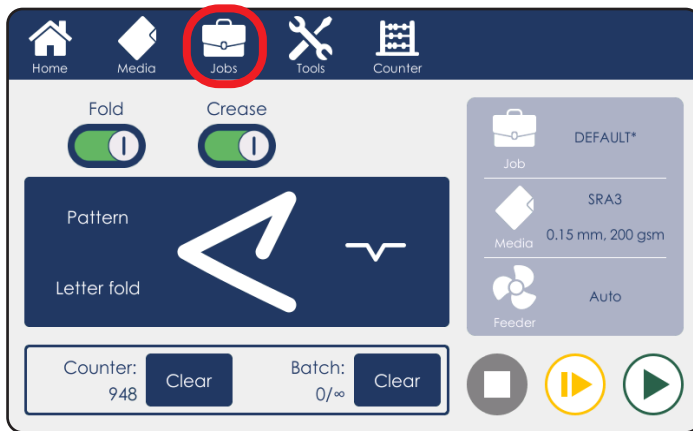 Home Media Jobs Tools Counter
Fold Crease
Pattern
Letter fold
Job DEFAULT*
Media SRA3
0.15 mm, 200 gsm
Feeder Auto
Counter: 948 Clear
Batch: 0/∞ Clear